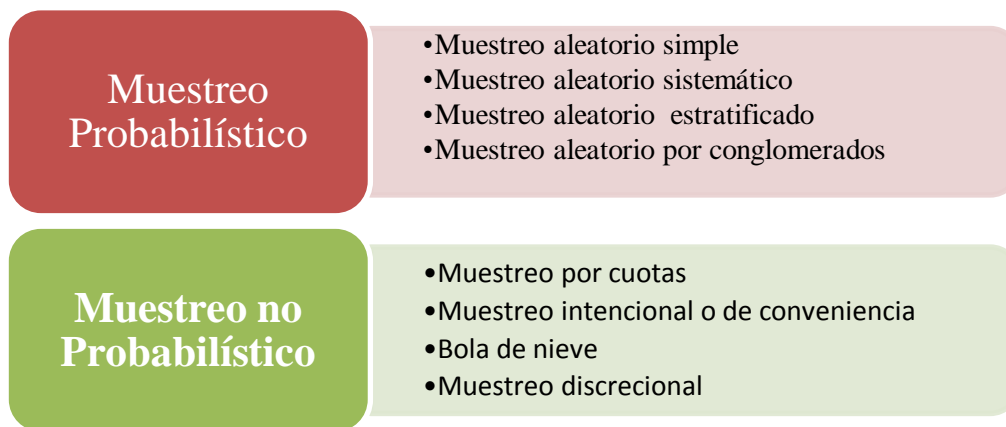 Muestreo
Probabilístico
•Muestreo aleatorio simple
•Muestreo aleatorio sistemático
•Muestreo aleatorio  estratificado
•Muestreo aleatorio por conglomerados
Muestreo no
Probabilístico
•Muestreo por cuotas
•Muestreo intencional o de conveniencia
•Bola de nieve
•Muestreo discrecional